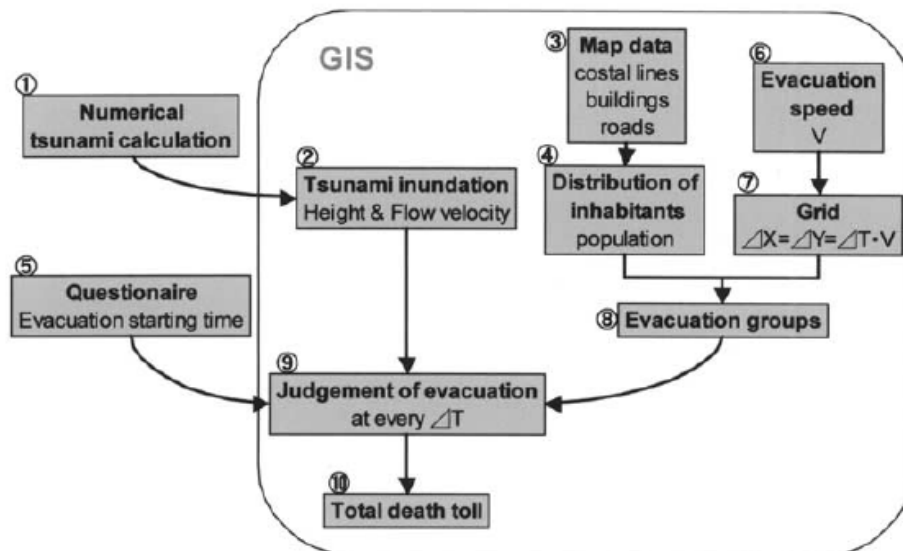 GIS
①
Numerical
tsunami calculation
②
Tsunami inundation
Height & Flow velocity
③
Map data
costal lines
buildings
roads
④
Distribution of
inhabitants
population
⑤
Questionaire
Evacuation starting time
⑥
Evacuation
speed
V
⑦
Grid
⊿X=⊿Y=⊿T·V
⑧
Evacuation groups
⑨
Judgement of evacuation
at every ⊿T
⑩
Total death toll